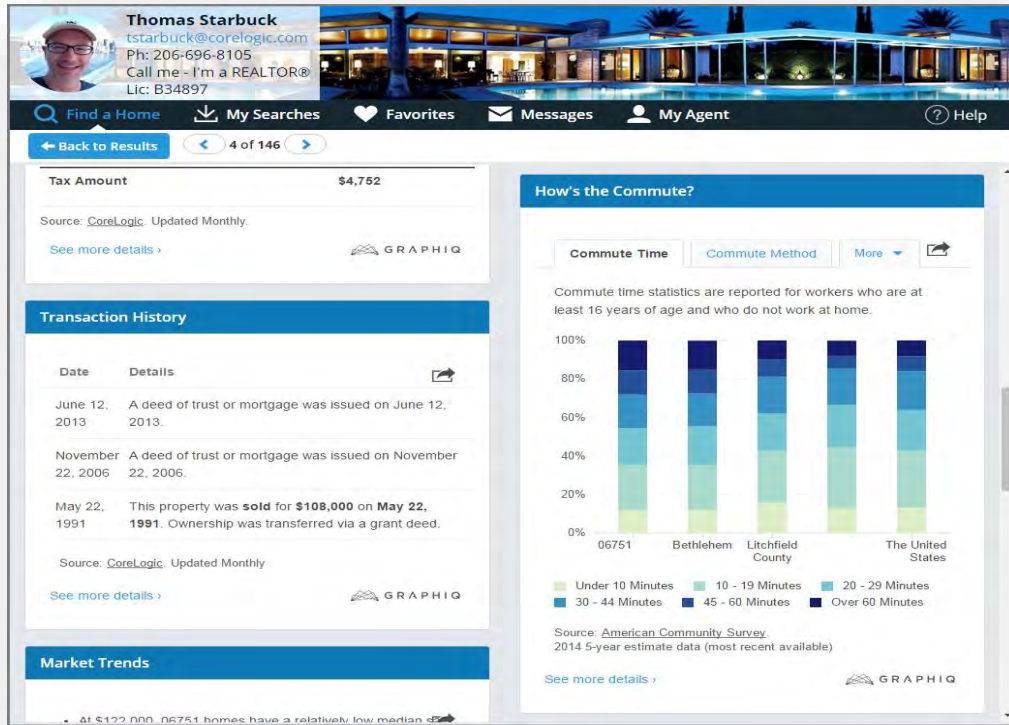 Thomas Starbuck
tstarbuck@corelogic.com
Ph: 206-696-8105
Call me - I'm a REALTOR®
Lic: B34897
Find a Home
My Searches
Favorites
Messages
My Agent
? Help
Back to Results
4 of 146
Tax Amount $4,752
Source: CoreLogic. Updated Monthly.
See more details ›
GRAPHIQ
Transaction History
Date Details
June 12, A deed of trust or mortgage was issued on June 12,
2013 2013.
November A deed of trust or mortgage was issued on November
22, 2006 22, 2006.
May 22, This property was sold for $108,000 on May 22,
1991 1991. Ownership was transferred via a grant deed.
Source: CoreLogic. Updated Monthly
See more details ›
GRAPHIQ
Market Trends
• At $122,000, 06751 homes have a relatively low median
How's the Commute?
Commute Time
Commute Method
More
Commute time statistics are reported for workers who are at
least 16 years of age and who do not work at home.
100%
80%
60%
40%
20%
0%
06751 Bethlehem Litchfield The United
County States
Under 10 Minutes 10 - 19 Minutes 20 - 29 Minutes
30 - 44 Minutes 45 - 60 Minutes Over 60 Minutes
Source: American Community Survey.
2014 5-year estimate data (most recent available)
See more details ›
GRAPHIQ